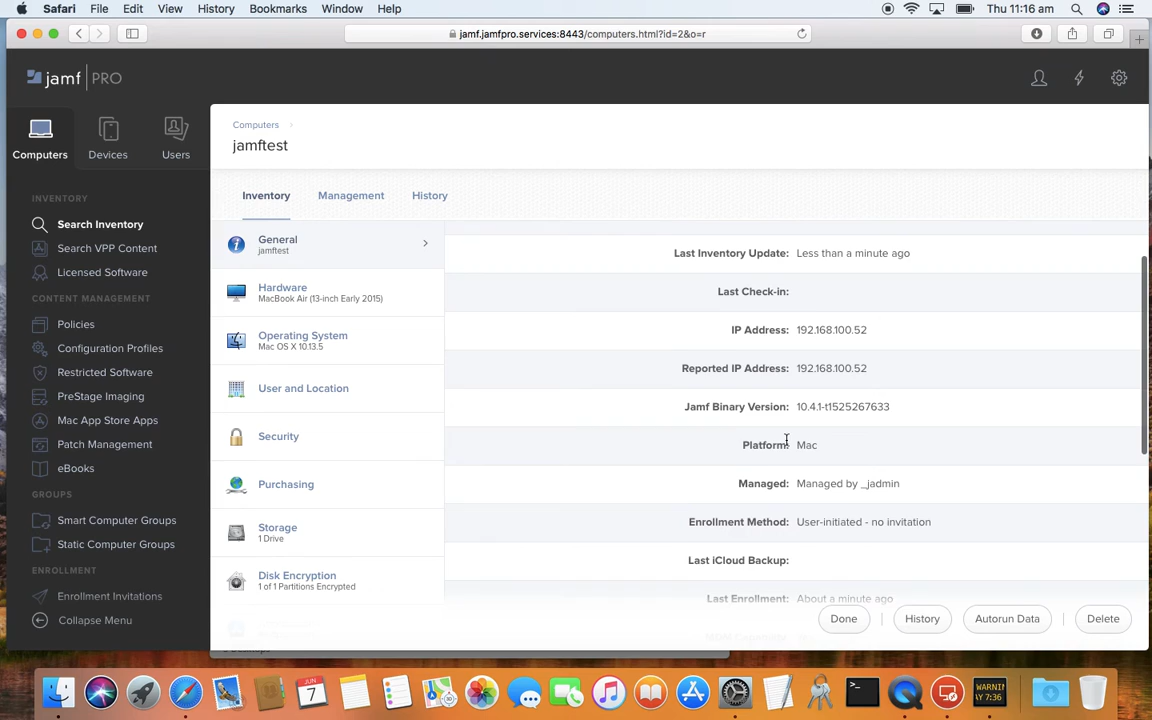 Safari File Edit View History Bookmarks Window Help Thu 11:16 am
jamf.jamfpro.services:8443/computers.html?id=2&o=r
jamf PRO
Computers Devices Users
INVENTORY
Search Inventory
Search VPP Content
Licensed Software
CONTENT MANAGEMENT
Policies
Configuration Profiles
Restricted Software
PreStage Imaging
Mac App Store Apps
Patch Management
eBooks
GROUPS
Smart Computer Groups
Static Computer Groups
ENROLLMENT
Enrollment Invitations
Collapse Menu
Computers
jamftest
Inventory Management History
General
jamftest
Hardware
MacBook Air (13-inch Early 2015)
Operating System
Mac OS X 10.13.5
User and Location
Security
Purchasing
Storage
1 Drive
Disk Encryption
1 of 1 Partitions Encrypted
Last Inventory Update: Less than a minute ago
Last Check-in:
IP Address: 192.168.100.52
Reported IP Address: 192.168.100.52
Jamf Binary Version: 10.4.1-t1525267633
Platform: Mac
Managed: Managed by _jadmin
Enrollment Method: User-initiated - no invitation
Last iCloud Backup:
Last Enrollment: About a minute ago
Done History Autorun Data Delete
JUN
7
WARNIN
AY 7:36